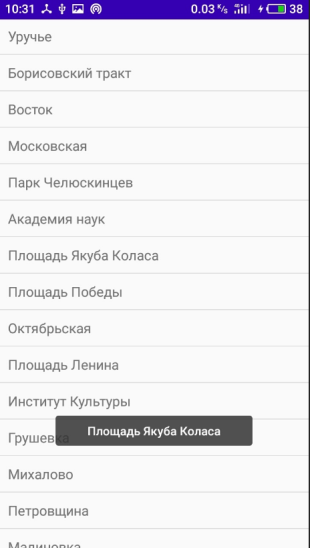 10:31 0.03 K/s 38
Уручье
Борисовский тракт
Восток
Московская
Парк Челюскинцев
Академия наук
Площадь Якуба Коласа
Площадь Победы
Октябрьская
Площадь Ленина
Институт Культуры
Грушевка
Площадь Якуба Коласа
Михалово
Петровщина
Малиновка